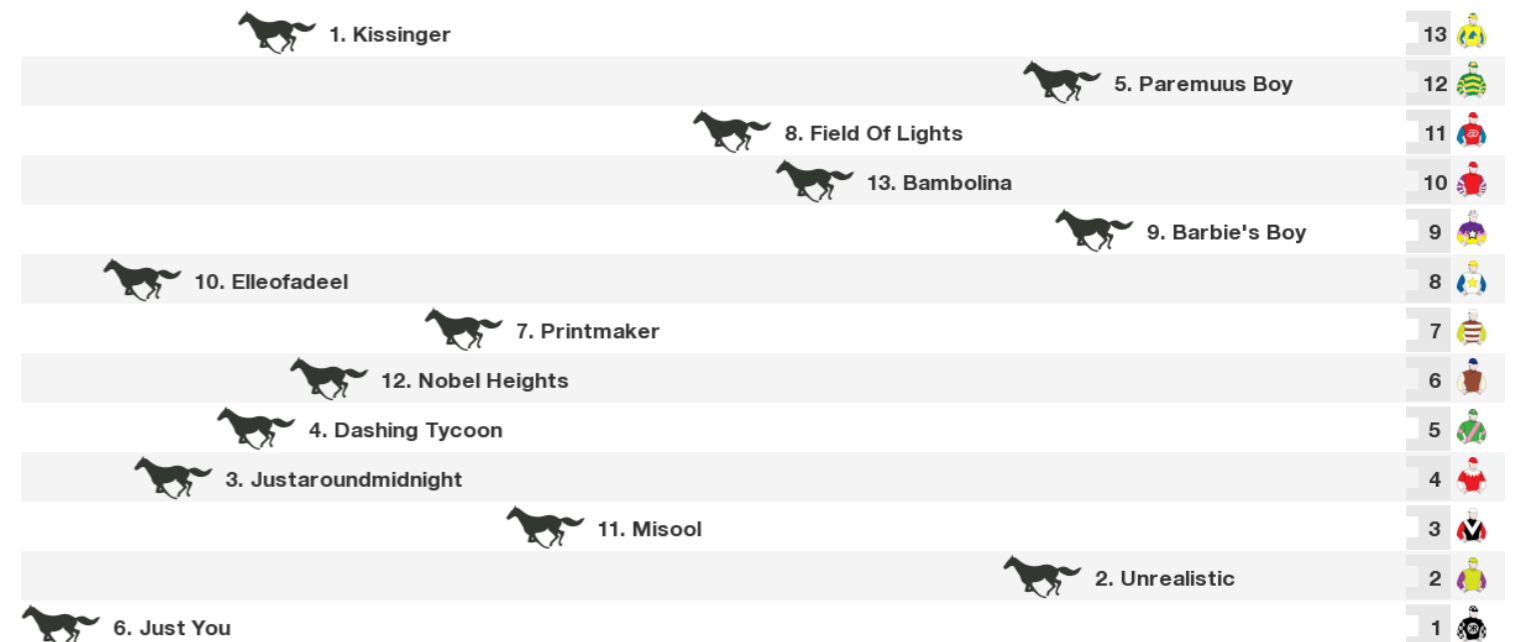 1. Kissinger 13
5. Paremuus Boy 12
8. Field Of Lights 11
13. Bambolina 10
9. Barbie's Boy 9
10. Elleofadeel 8
7. Printmaker 7
12. Nobel Heights 6
4. Dashing Tycoon 5
3. Justaroundmidnight 4
11. Misool 3
2. Unrealistic 2
6. Just You 1